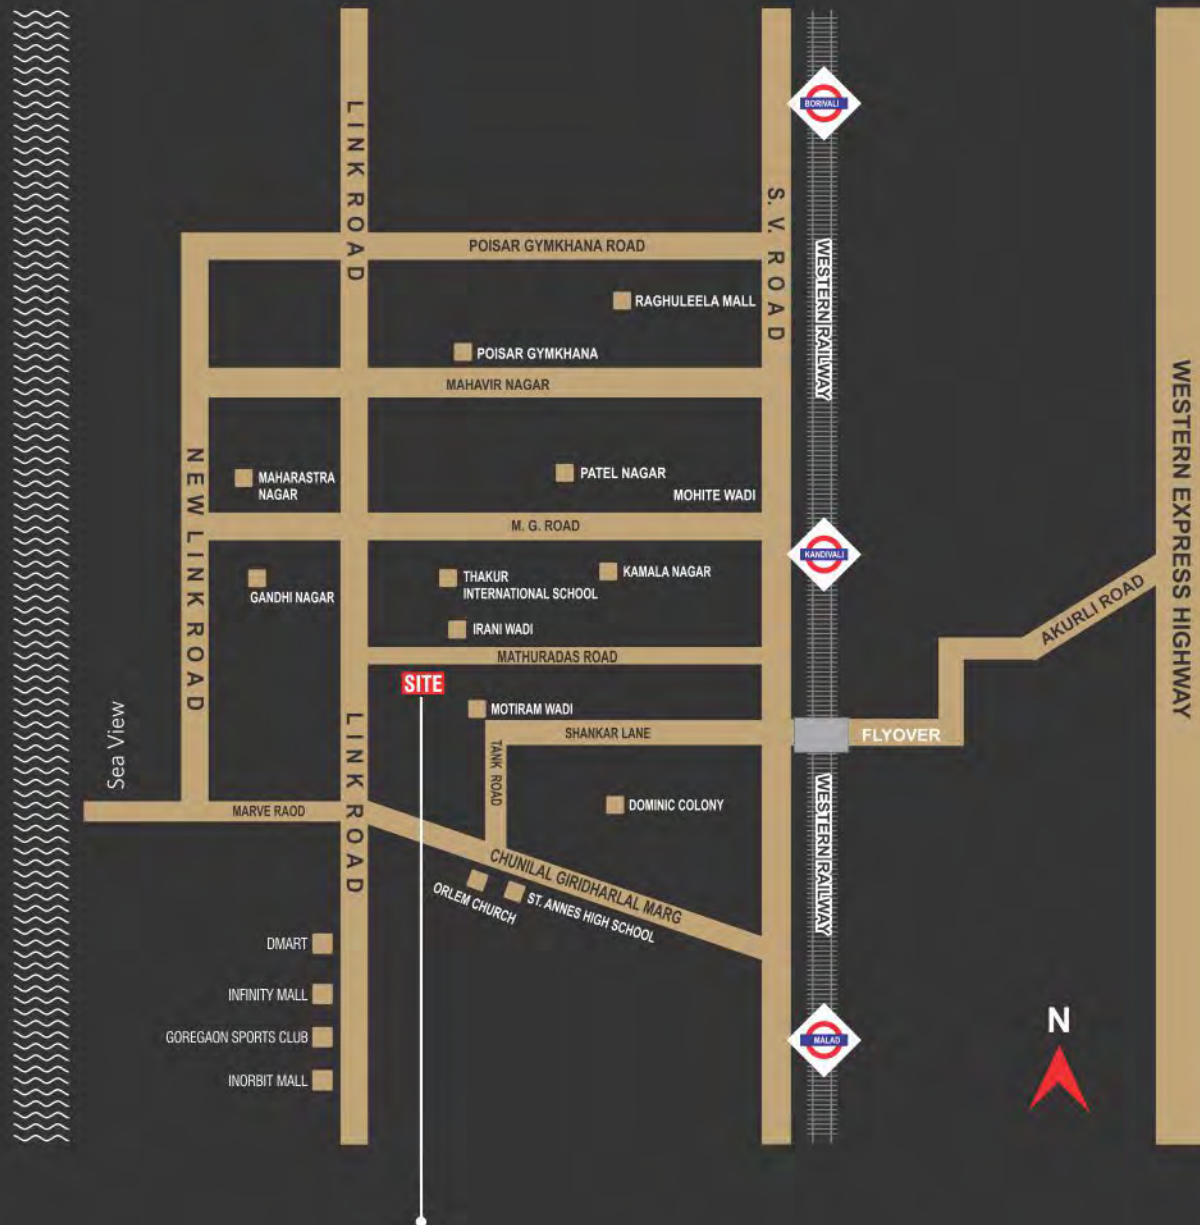 BORIVALI
LINK ROAD
S. V. ROAD
POISAR GYMKHANA ROAD
WESTERN RAILWAY
RAGHULEELA MALL
POISAR GYMKHANA
MAHAVIR NAGAR
WESTERN EXPRESS HIGHWAY
NEW LINK ROAD
MAHARASTRA
NAGAR
PATEL NAGAR
MOHITE WADI
M. G. ROAD
KANDIVALI
THAKUR
INTERNATIONAL SCHOOL
KAMALA NAGAR
GANDHI NAGAR
AKURLI ROAD
IRANI WADI
MATHURADAS ROAD
SITE
MOTIRAM WADI
SHANKAR LANE
FLYOVER
Sea View
LINK ROAD
TANK ROAD
WESTERN RAILWAY
DOMINIC COLONY
MARVE RAOD
CHUNILAL GIRIDHARLAL MARG
ORLEM CHURCH
ST. ANNES HIGH SCHOOL
DMART
INFINITY MALL
GOREGAON SPORTS CLUB
INORBIT MALL
MALAD
N